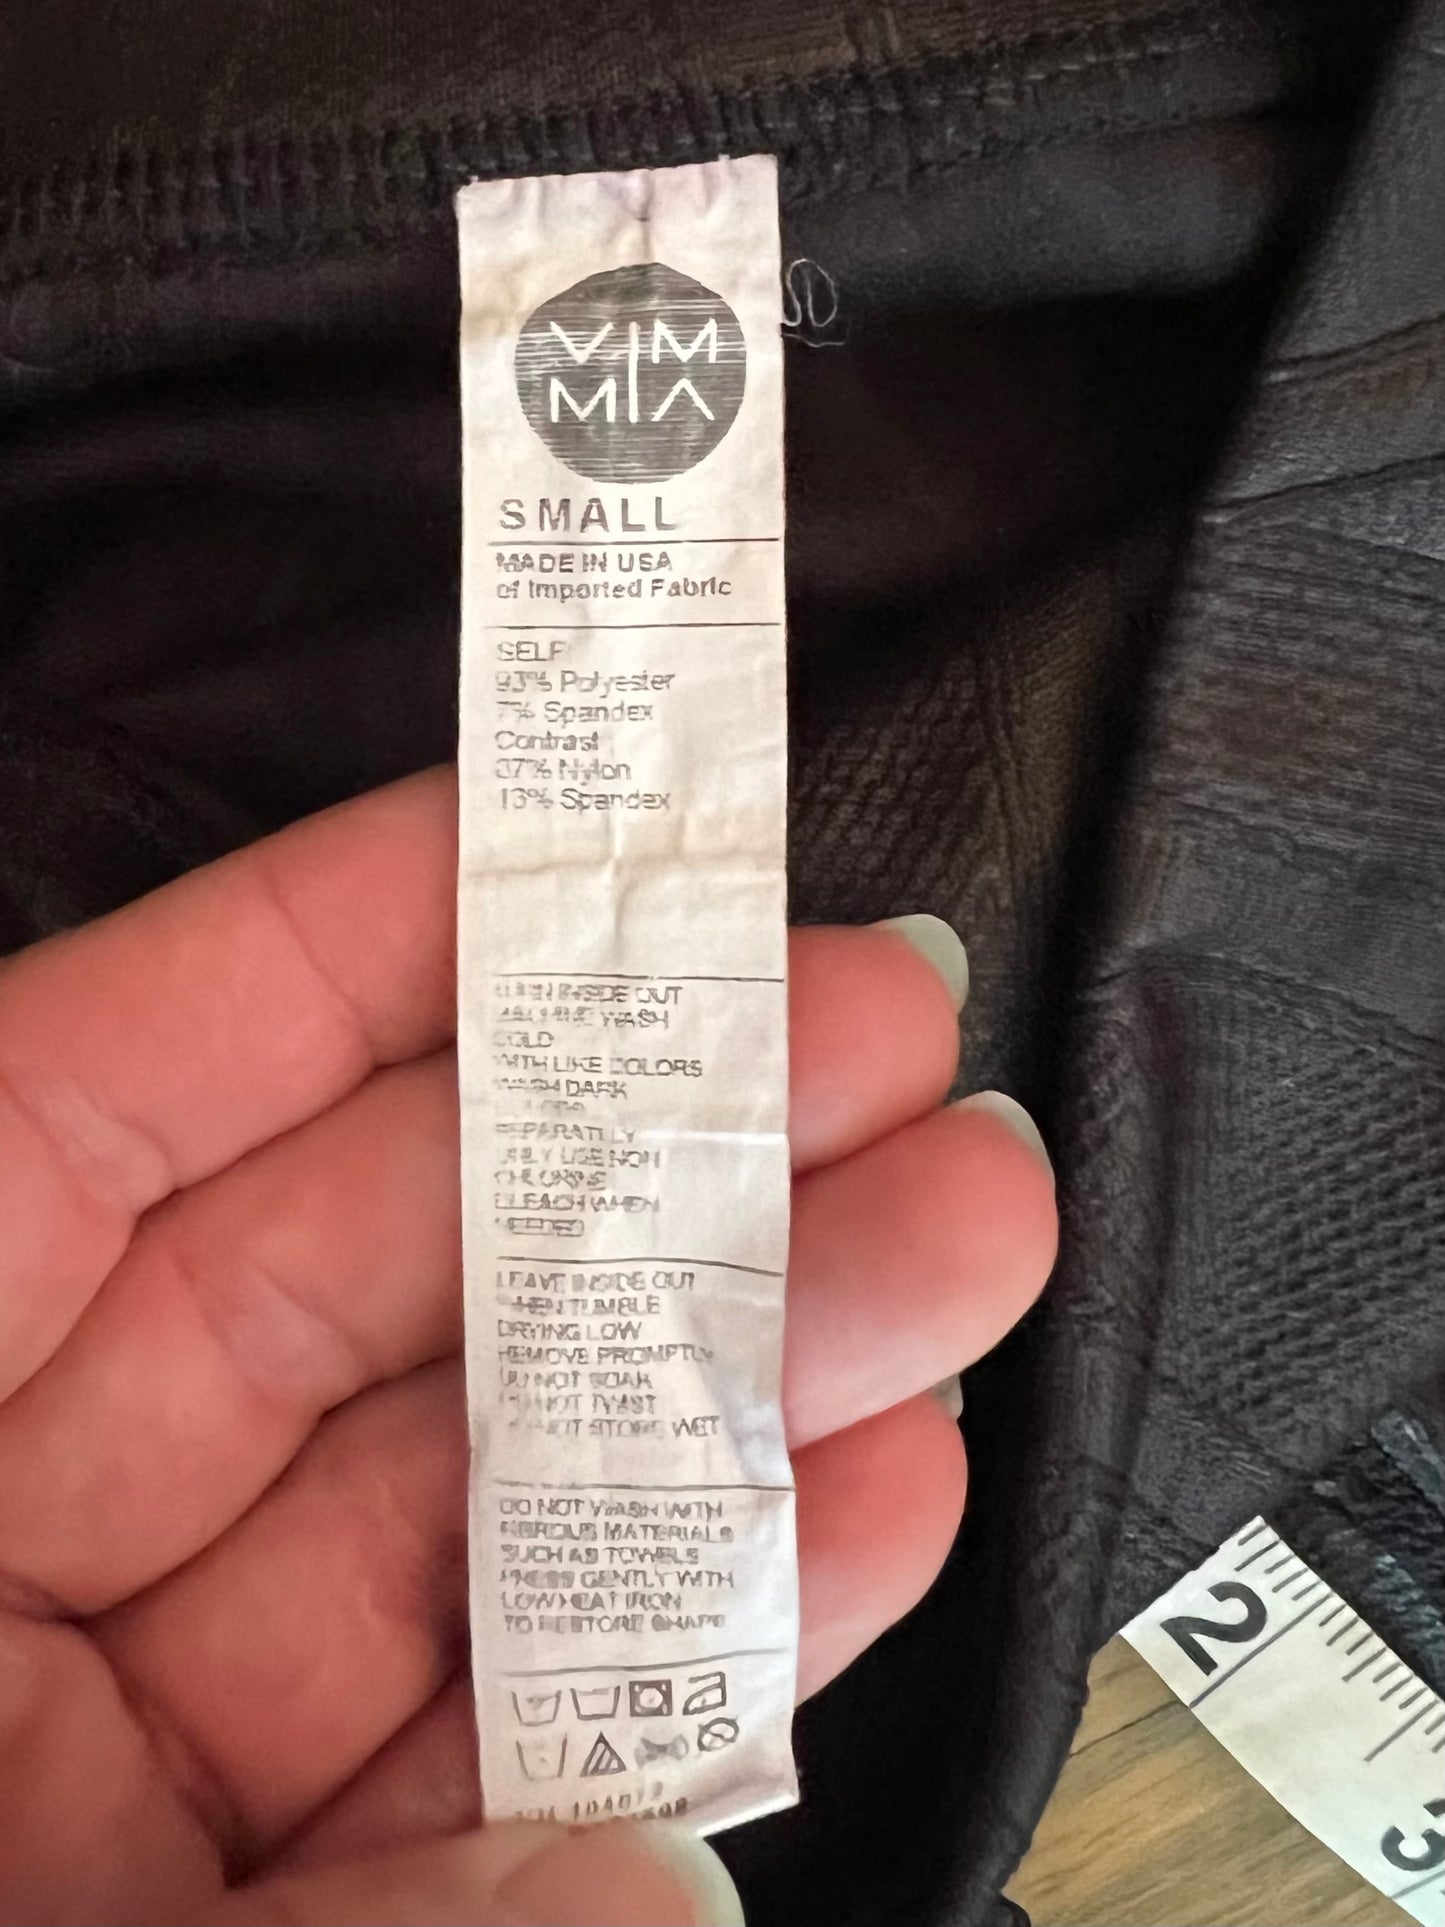 VIM
MIA
SMALL
MADE IN USA
of Imported Fabric
SELF
93% Polyester
7% Spandex
Contrast
37% Nylon
13% Spandex
TURN INSIDE OUT
MACHINE WASH
COLD
WITH LIKE COLORS
WASH DARK
COLORS
SEPARATELY
ONLY USE NON
CHLORINE
BLEACH WHEN
NEEDED
LEAVE INSIDE OUT
WHEN TUMBLE
DRYING LOW
REMOVE PROMPTLY
DO NOT SOAK
DO NOT TWIST
DO NOT STORE WET
DO NOT WASH WITH
FIBROUS MATERIALS
SUCH AS TOWELS
PRESS GENTLY WITH
LOW HEAT IRON
TO RESTORE SHAPE
2
3